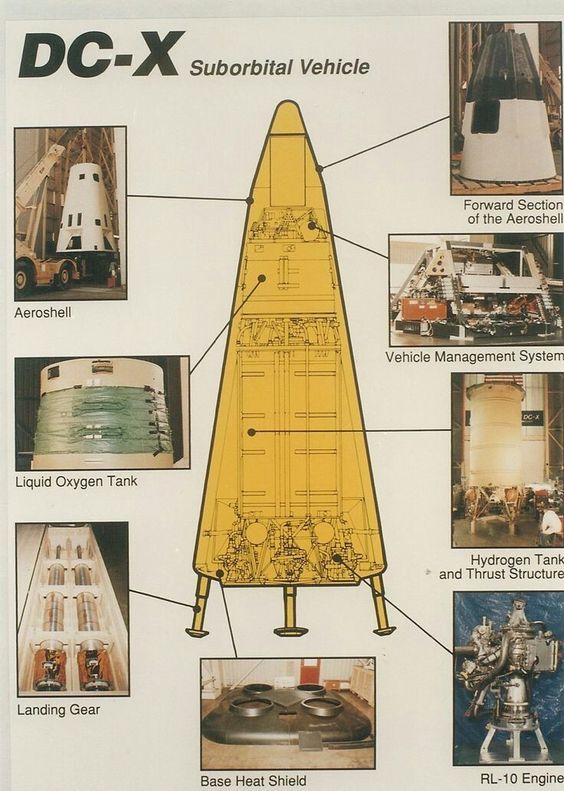 DC-X Suborbital Vehicle
Forward Section
of the Aeroshell
Aeroshell
Vehicle Management System
Liquid Oxygen Tank
DC-X
Hydrogen Tank
and Thrust Structure
Landing Gear
Base Heat Shield
RL-10 Engine